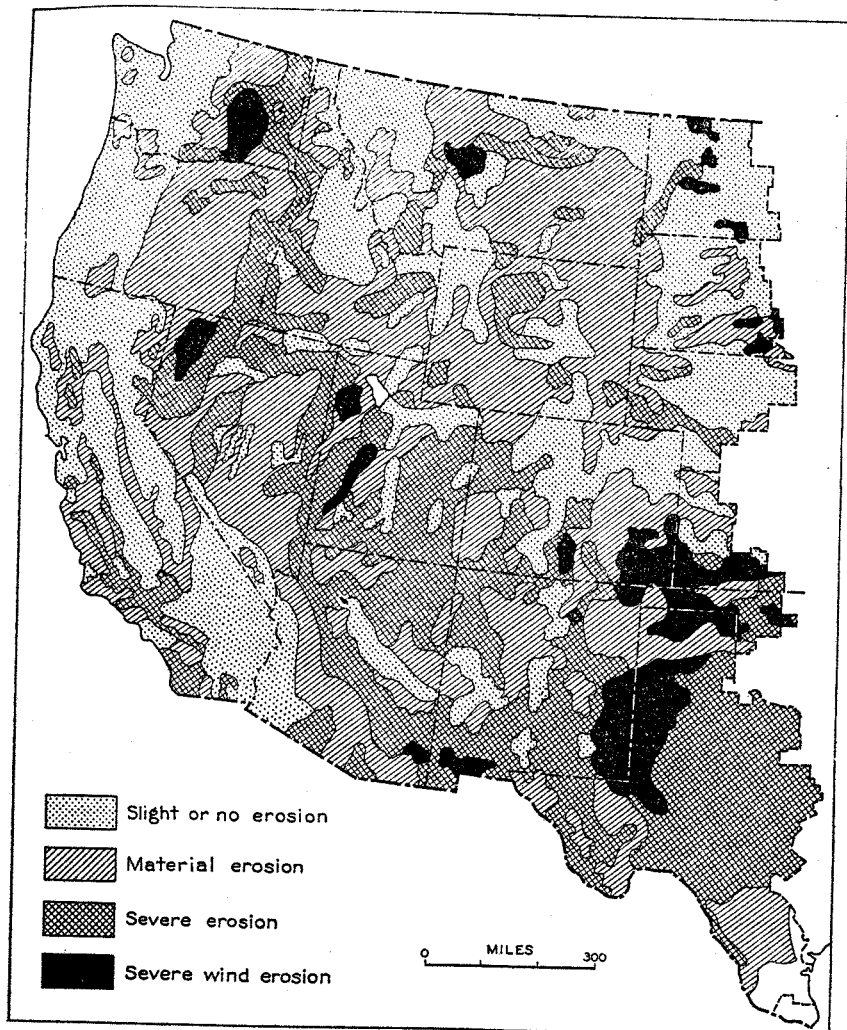 Slight or no erosion
Material erosion
Severe erosion
Severe wind erosion
0 MILES 300